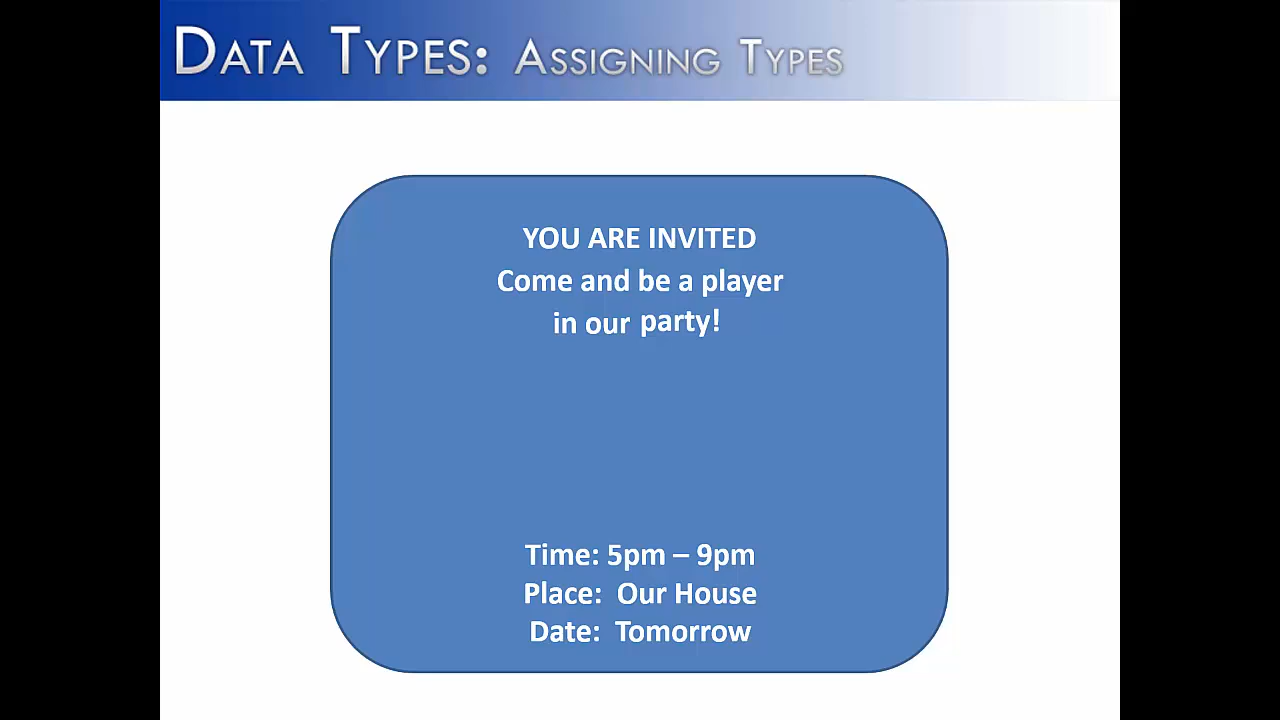 DATA TYPES: ASSIGNING TYPES
YOU ARE INVITED
Come and be a player
in our party!
Time: 5pm – 9pm
Place: Our House
Date: Tomorrow